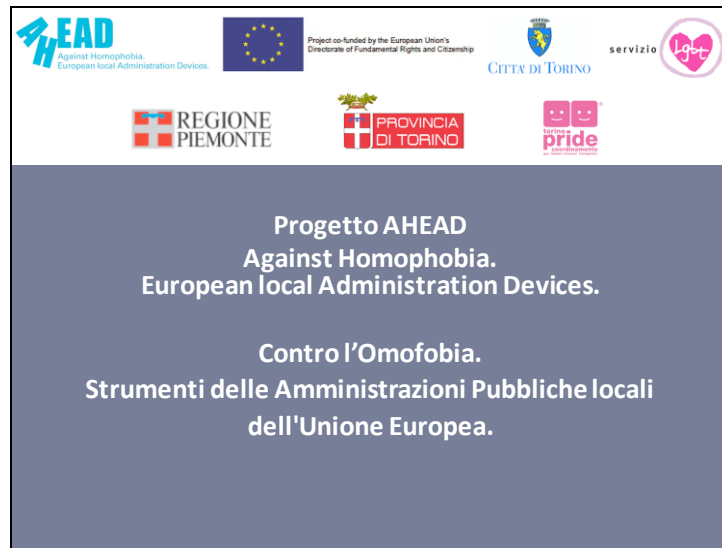 AHEAD
Against Homophobia.
European local Administration Devices.
Project co-funded by the European Union's
Directorate of Fundamental Rights and Citizenship
CITTA' DI TORINO
servizio lgbt
REGIONE
PIEMONTE
PROVINCIA
DI TORINO
torino
pride
coordinamento
Progetto AHEAD
Against Homophobia.
European local Administration Devices.
Contro l’Omofobia.
Strumenti delle Amministrazioni Pubbliche locali
dell'Unione Europea.